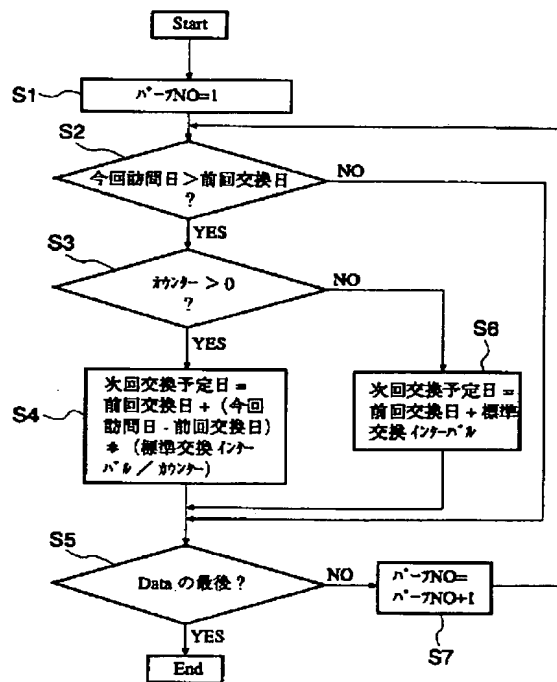 Start
S1
ﾊﾟｰﾂNO=1
S2
今回訪問日＞前回交換日
?
NO
YES
S3
ｶｳﾝﾀｰ > 0
?
NO
YES
S6
S4
次回交換予定日=
前回交換日 + (今回
訪問日 - 前回交換日)
* (標準交換ｲﾝﾀｰ
ﾊﾞﾙ / ｶｳﾝﾀｰ)
次回交換予定日=
前回交換日 + 標準
交換ｲﾝﾀｰﾊﾞﾙ
S5
Data の最後 ?
NO
YES
ﾊﾟｰﾂNO=
ﾊﾟｰﾂNO+1
S7
End